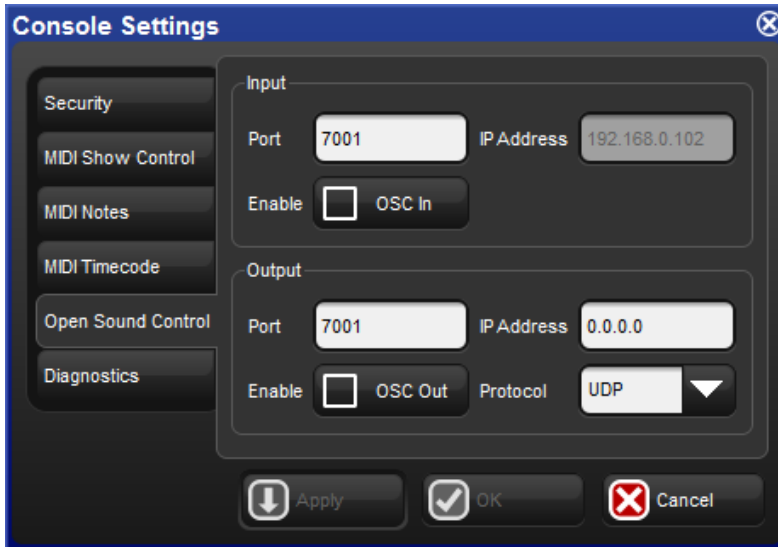 Console Settings
Security
MIDI Show Control
MIDI Notes
MIDI Timecode
Open Sound Control
Diagnostics
Input
Port 7001 IP Address 192.168.0.102
Enable OSC In
Output
Port 7001 IP Address 0.0.0.0
Enable OSC Out Protocol UDP
Apply OK Cancel